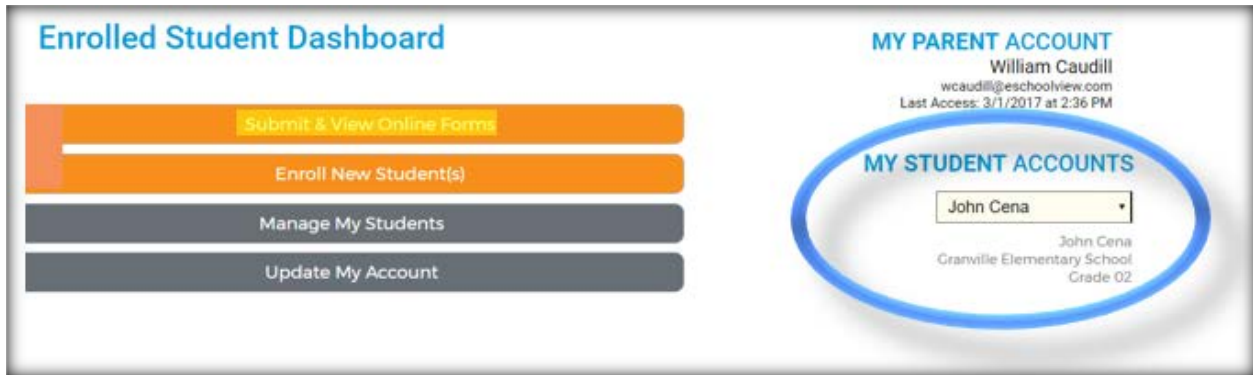 Enrolled Student Dashboard
Submit & View Online Forms
Enroll New Student(s)
Manage My Students
Update My Account
MY PARENT ACCOUNT
William Caudill
wcaudill@eschoolview.com
Last Access: 3/1/2017 at 2:36 PM
MY STUDENT ACCOUNTS
John Cena
John Cena
Granville Elementary School
Grade 02